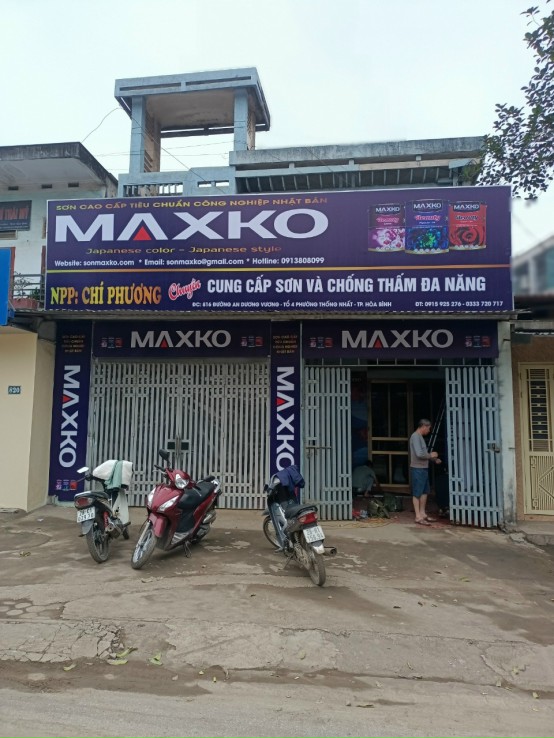 SƠN CAO CẤP TIÊU CHUẨN CÔNG NGHIỆP NHẬT BẢN
MAXKO
Japanese color - Japanese style
Website: sonmaxko.com * Email: sonmaxko@gmail.com * Hotline: 0913808099
NPP: CHÍ PHƯƠNG Chuyên CUNG CẤP SƠN VÀ CHỐNG THẤM ĐA NĂNG
ĐC: 616 ĐƯỜNG AN DƯƠNG VƯƠNG - TỔ 4 PHƯỜNG THỐNG NHẤT - TP. HÒA BÌNH ĐT: 0915 925 276 - 0333 720 717
MAXKO
MAXKO
MAXKO
MAXKO
MAXKO
MAXKO
MAXKO
620